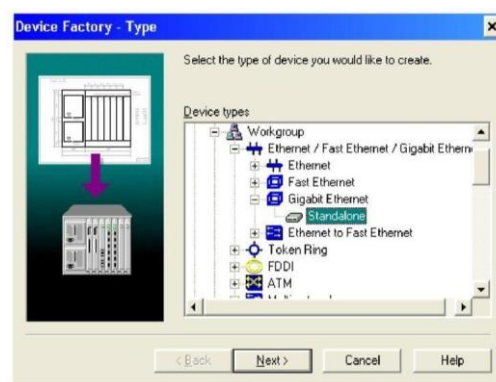 Device Factory - Type
Select the type of device you would like to create.
Device types
Workgroup
Ethernet / Fast Ethernet / Gigabit Ethern
Ethernet
Fast Ethernet
Gigabit Ethernet
Standalone
Ethernet to Fast Ethernet
Token Ring
FDDI
ATM
< Back
Next >
Cancel
Help